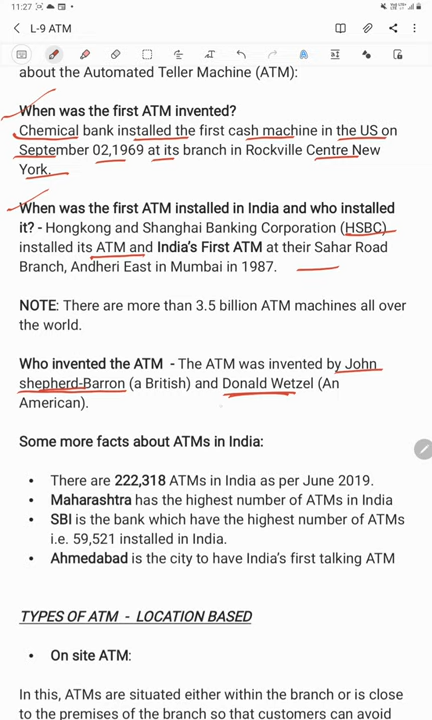 11:27
L-9 ATM
about the Automated Teller Machine (ATM):
When was the first ATM invented?
Chemical bank installed the first cash machine in the US on
September 02,1969 at its branch in Rockville Centre New
York.
When was the first ATM installed in India and who installed
it? - Hongkong and Shanghai Banking Corporation (HSBC)
installed its ATM and India's First ATM at their Sahar Road
Branch, Andheri East in Mumbai in 1987.
NOTE: There are more than 3.5 billion ATM machines all over
the world.
Who invented the ATM - The ATM was invented by John
shepherd-Barron (a British) and Donald Wetzel (An
American).
Some more facts about ATMs in India:
• There are 222,318 ATMs in India as per June 2019.
• Maharashtra has the highest number of ATMs in India
• SBI is the bank which have the highest number of ATMs
i.e. 59,521 installed in India.
• Ahmedabad is the city to have India's first talking ATM
TYPES OF ATM - LOCATION BASED
• On site ATM:
In this, ATMs are situated either within the branch or is close
to the premises of the branch so that customers can avoid